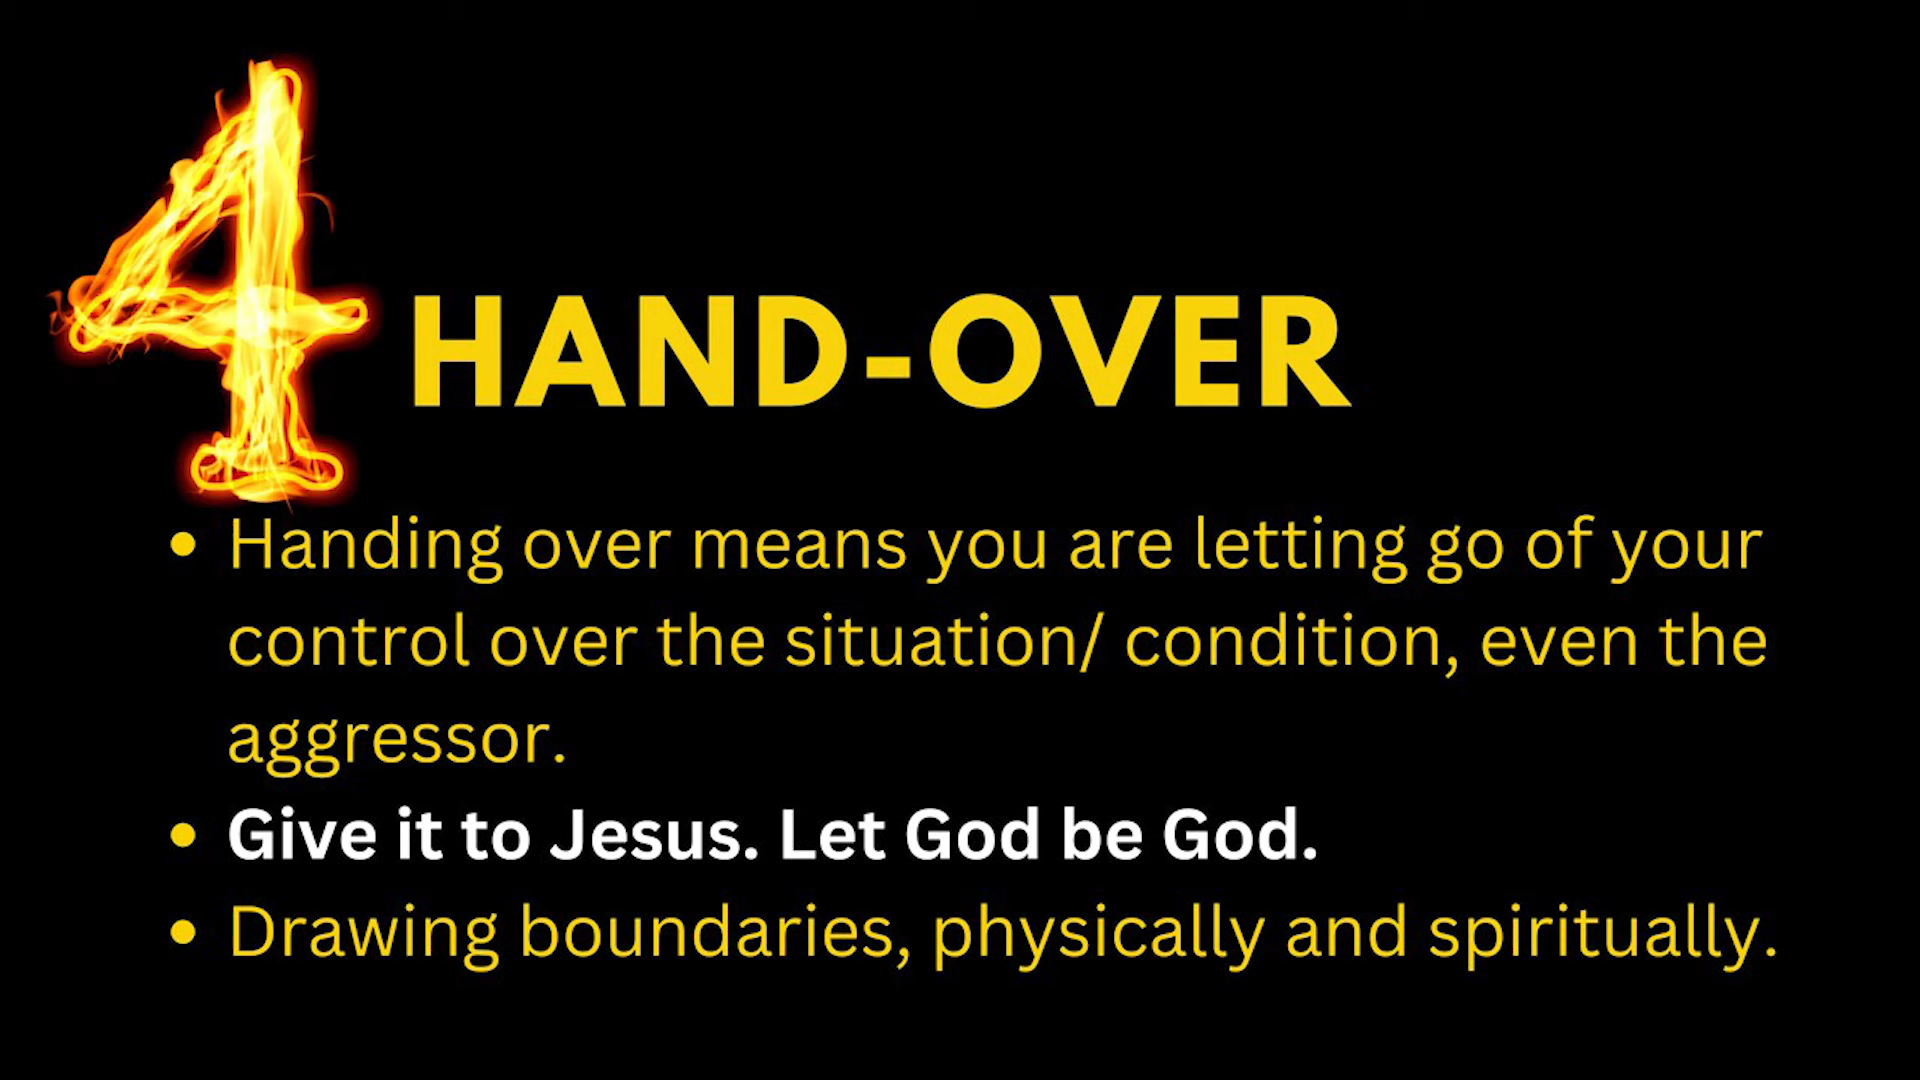 4
HAND-OVER
• Handing over means you are letting go of your
control over the situation/ condition, even the
aggressor.
• Give it to Jesus. Let God be God.
• Drawing boundaries, physically and spiritually.